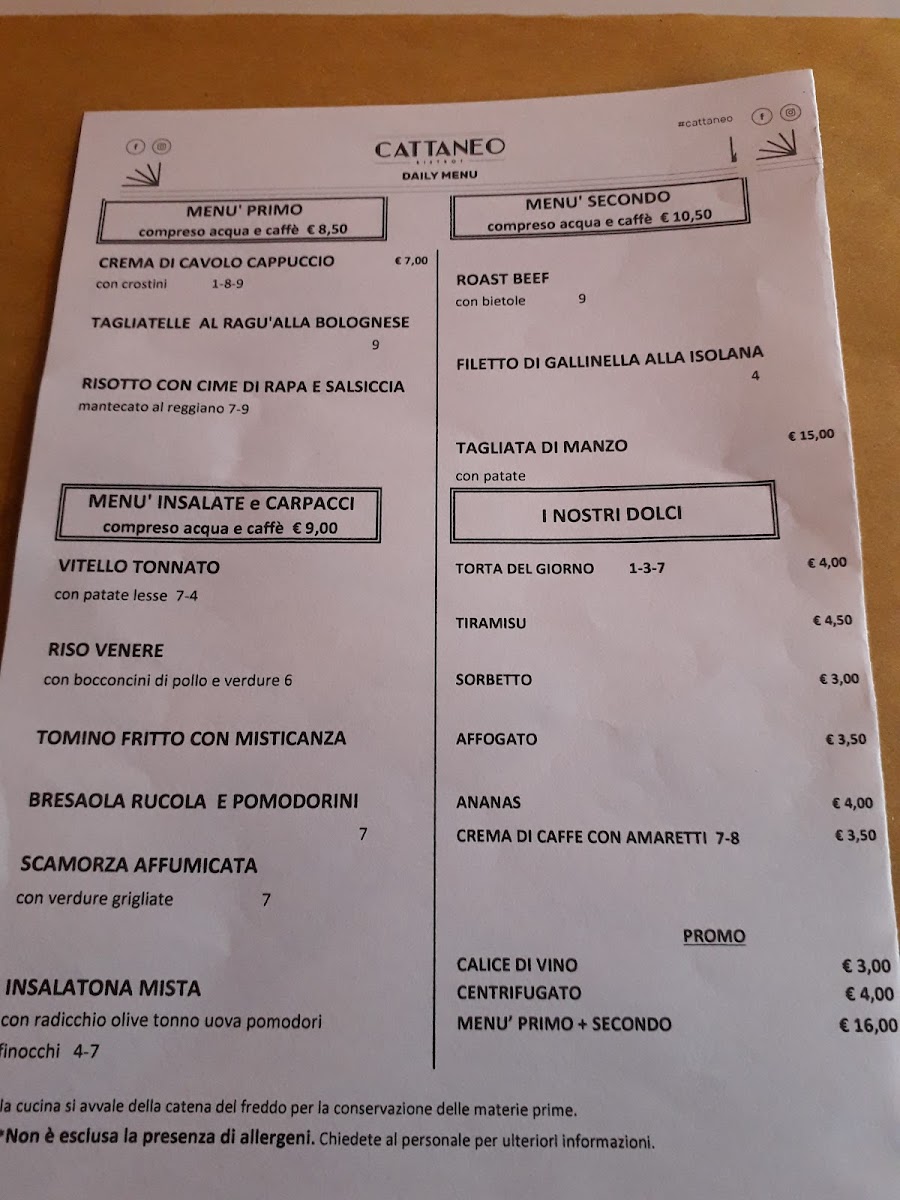 CATTANEO
BISTROT
DAILY MENU
#cattaneo
MENU' PRIMO
compreso acqua e caffè € 8,50
CREMA DI CAVOLO CAPPUCCIO € 7,00
con crostini 1-8-9
TAGLIATELLE AL RAGU'ALLA BOLOGNESE
9
RISOTTO CON CIME DI RAPA E SALSICCIA
mantecato al reggiano 7-9
MENU' INSALATE e CARPACCI
compreso acqua e caffè € 9,00
VITELLO TONNATO
con patate lesse 7-4
RISO VENERE
con bocconcini di pollo e verdure 6
TOMINO FRITTO CON MISTICANZA
BRESAOLA RUCOLA E POMODORINI
7
SCAMORZA AFFUMICATA
con verdure grigliate 7
INSALATONA MISTA
con radicchio olive tonno uova pomodori
finocchi 4-7
MENU' SECONDO
compreso acqua e caffè € 10,50
ROAST BEEF
con bietole 9
FILETTO DI GALLINELLA ALLA ISOLANA
4
TAGLIATA DI MANZO € 15,00
con patate
I NOSTRI DOLCI
TORTA DEL GIORNO 1-3-7 € 4,00
TIRAMISU € 4,50
SORBETTO € 3,00
AFFOGATO € 3,50
ANANAS € 4,00
CREMA DI CAFFE CON AMARETTI 7-8 € 3,50
PROMO
CALICE DI VINO € 3,00
CENTRIFUGATO € 4,00
MENU' PRIMO + SECONDO € 16,00
la cucina si avvale della catena del freddo per la conservazione delle materie prime.
*Non è esclusa la presenza di allergeni. Chiedete al personale per ulteriori informazioni.